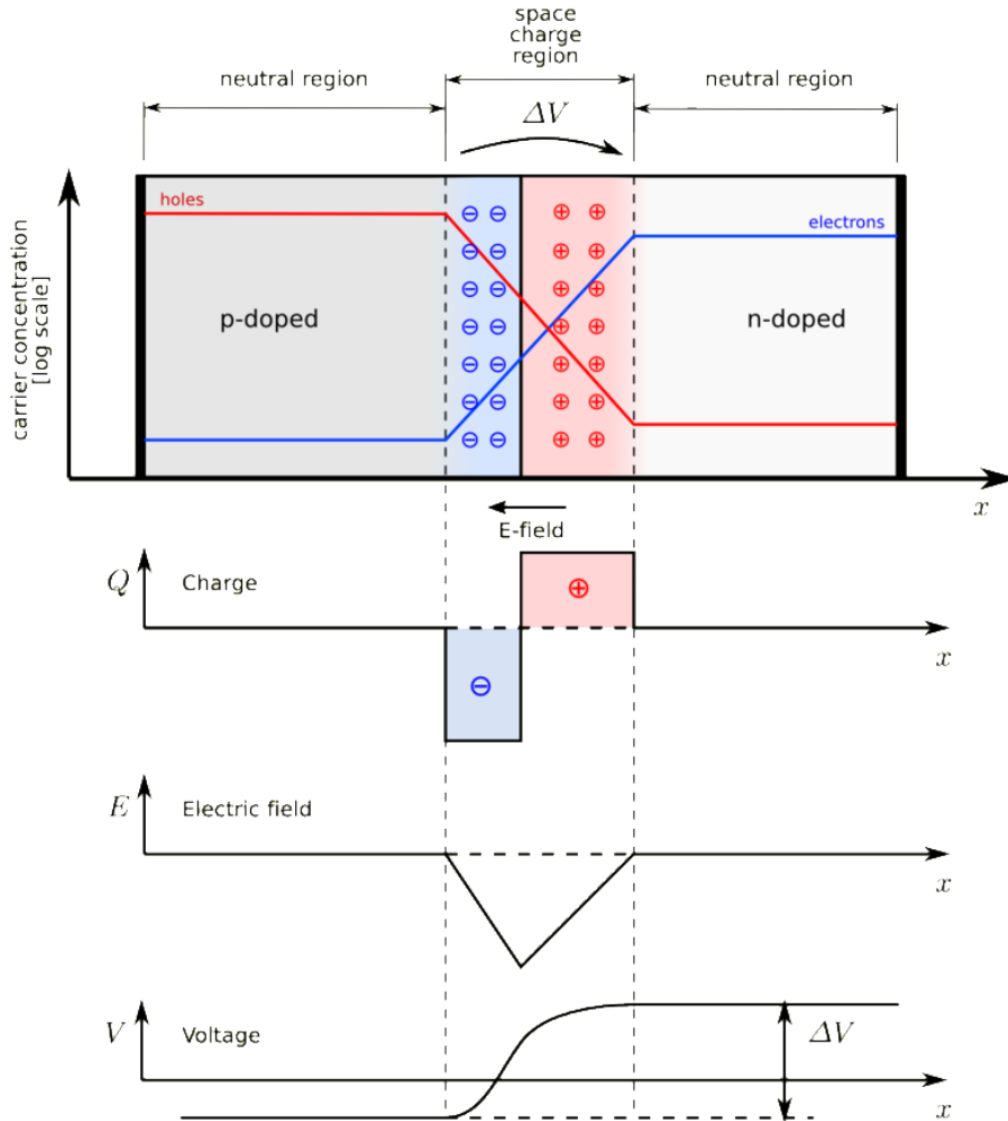 space
charge
region
neutral region
neutral region
ΔV
holes
electrons
carrier concentration
[log scale]
p-doped
n-doped
⊖ ⊖ ⊕ ⊕
⊖ ⊖ ⊕ ⊕
⊖ ⊖ ⊕ ⊕
⊖ ⊖ ⊕ ⊕
⊖ ⊖ ⊕ ⊕
⊖ ⊖ ⊕ ⊕
⊖ ⊖ ⊕ ⊕
x
E-field
Q
Charge
⊕
⊖
x
E
Electric field
x
V
Voltage
ΔV
x